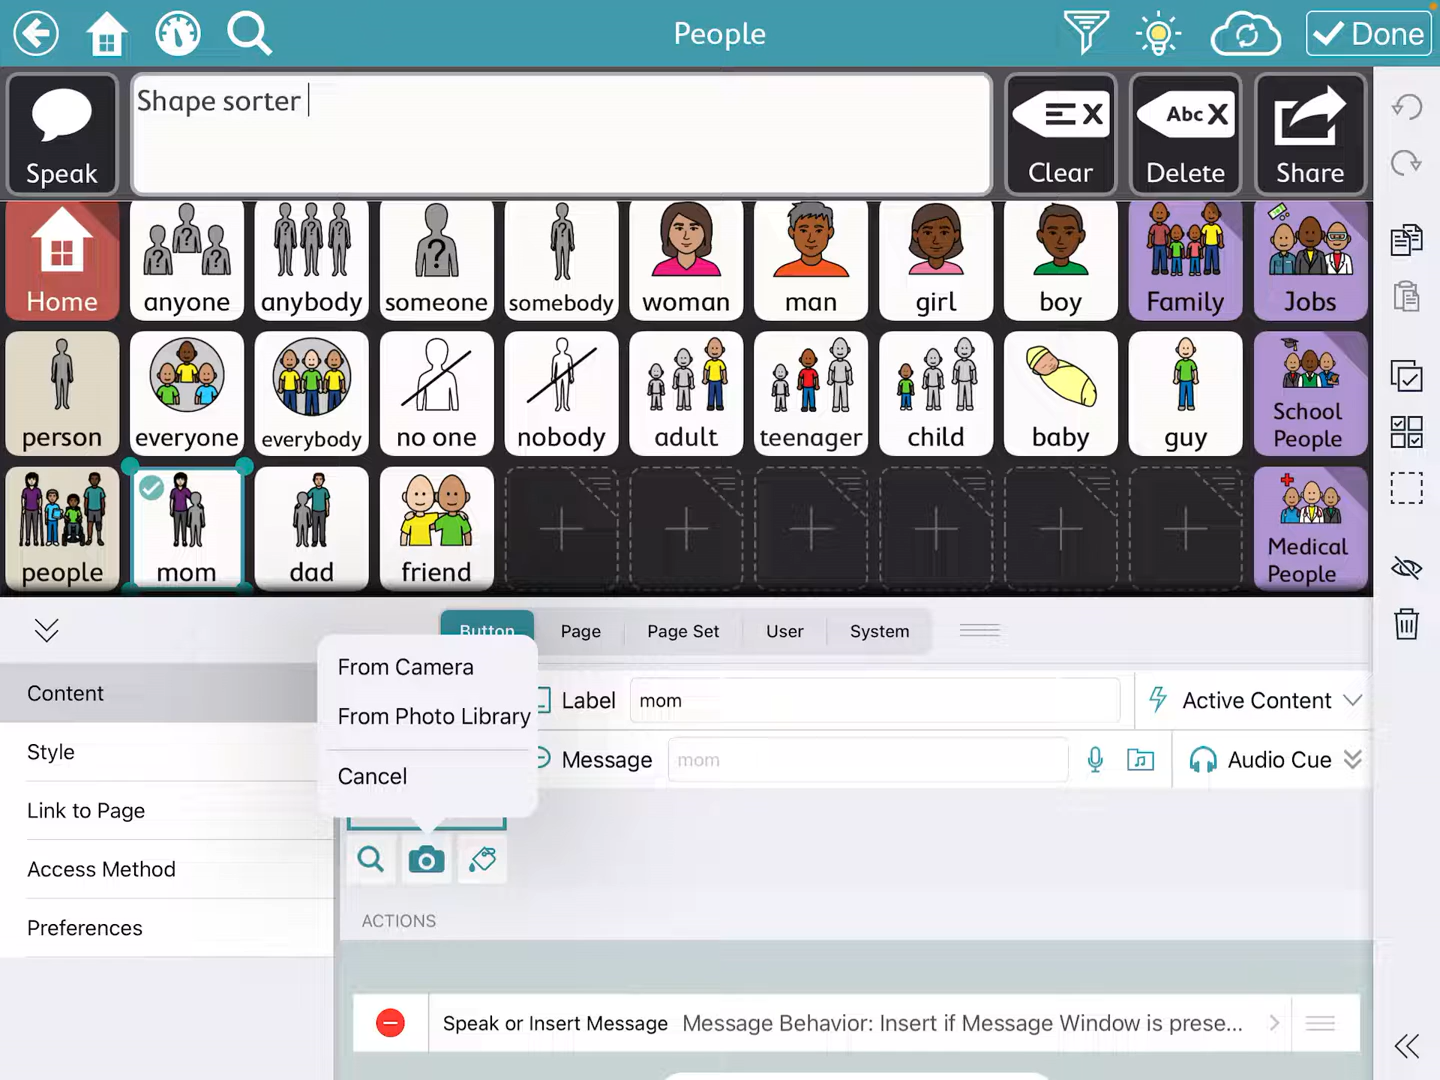 People
Done
Speak
Shape sorter
Abc X
Clear
Delete
Share
Home
anyone
anybody
someone
somebody
woman
man
girl
boy
Family
Jobs
person
everyone
everybody
no one
nobody
adult
teenager
child
baby
guy
School
People
people
mom
dad
friend
Medical
People
Button
Page
Page Set
User
System
From Camera
From Photo Library
Cancel
Content
Style
Link to Page
Access Method
Preferences
Label
mom
Active Content
Message
mom
Audio Cue
ACTIONS
Speak or Insert Message
Message Behavior: Insert if Message Window is prese...